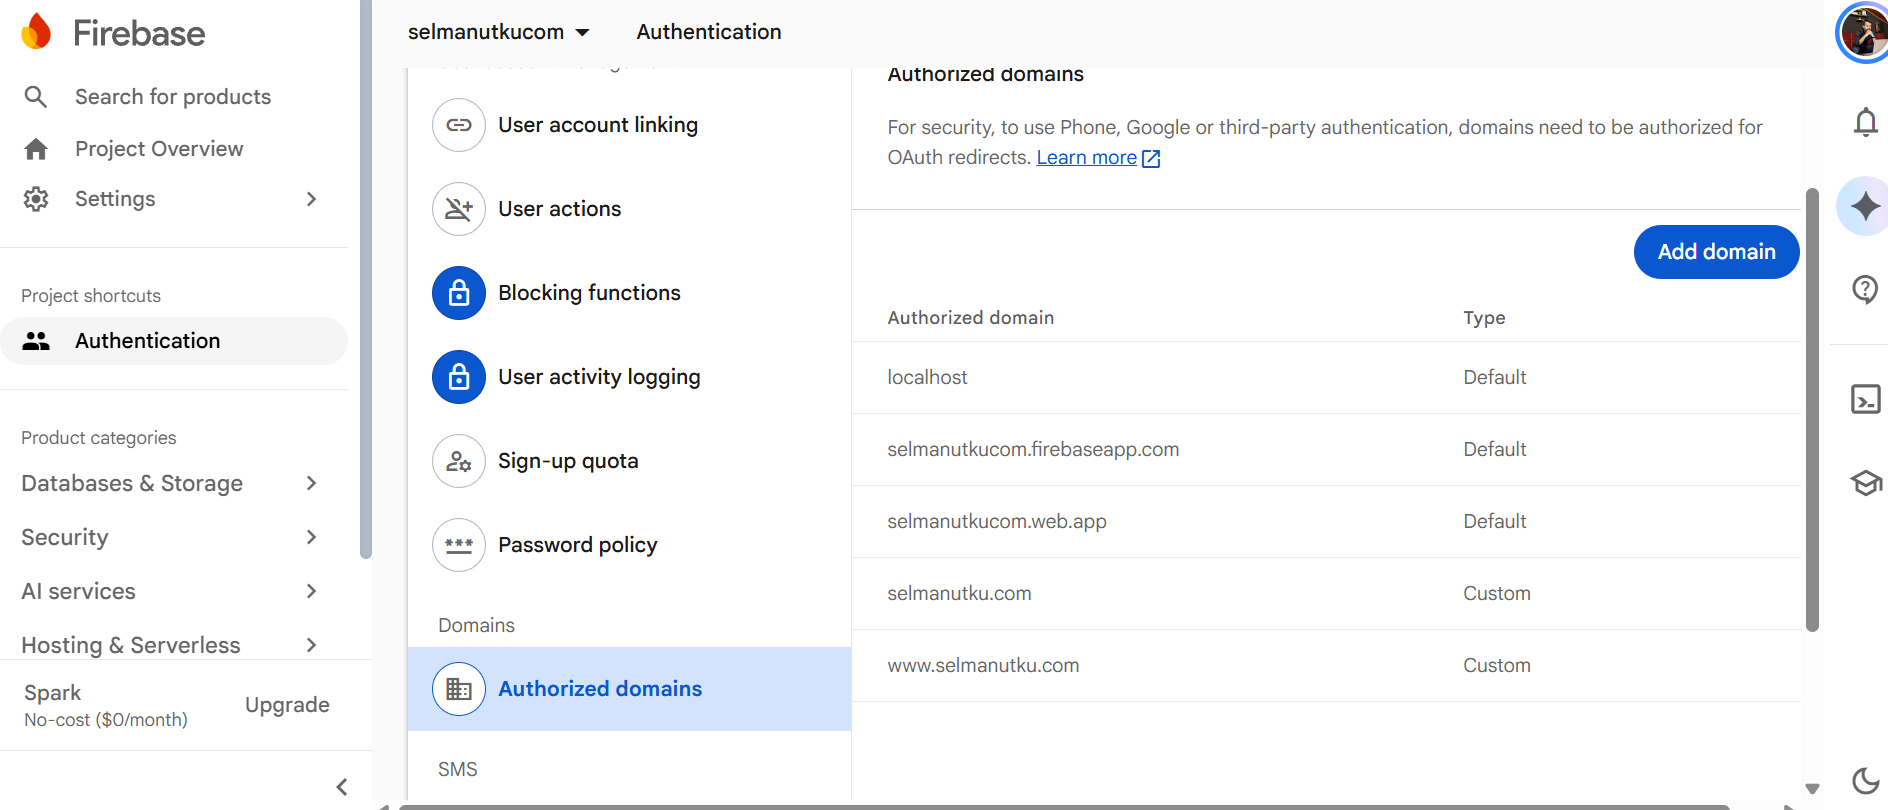 Firebase
Search for products
Project Overview
Settings
Project shortcuts
Authentication
Product categories
Databases & Storage
Security
AI services
Hosting & Serverless
Spark
No-cost ($0/month)
Upgrade
selmanutkucom
Authentication
User account linking
User actions
Blocking functions
User activity logging
Sign-up quota
Password policy
Domains
Authorized domains
SMS
Authorized domains
For security, to use Phone, Google or third-party authentication, domains need to be authorized for
OAuth redirects. Learn more
Add domain
Authorized domain Type
localhost Default
selmanutkucom.firebaseapp.com Default
selmanutkucom.web.app Default
selmanutku.com Custom
www.selmanutku.com Custom